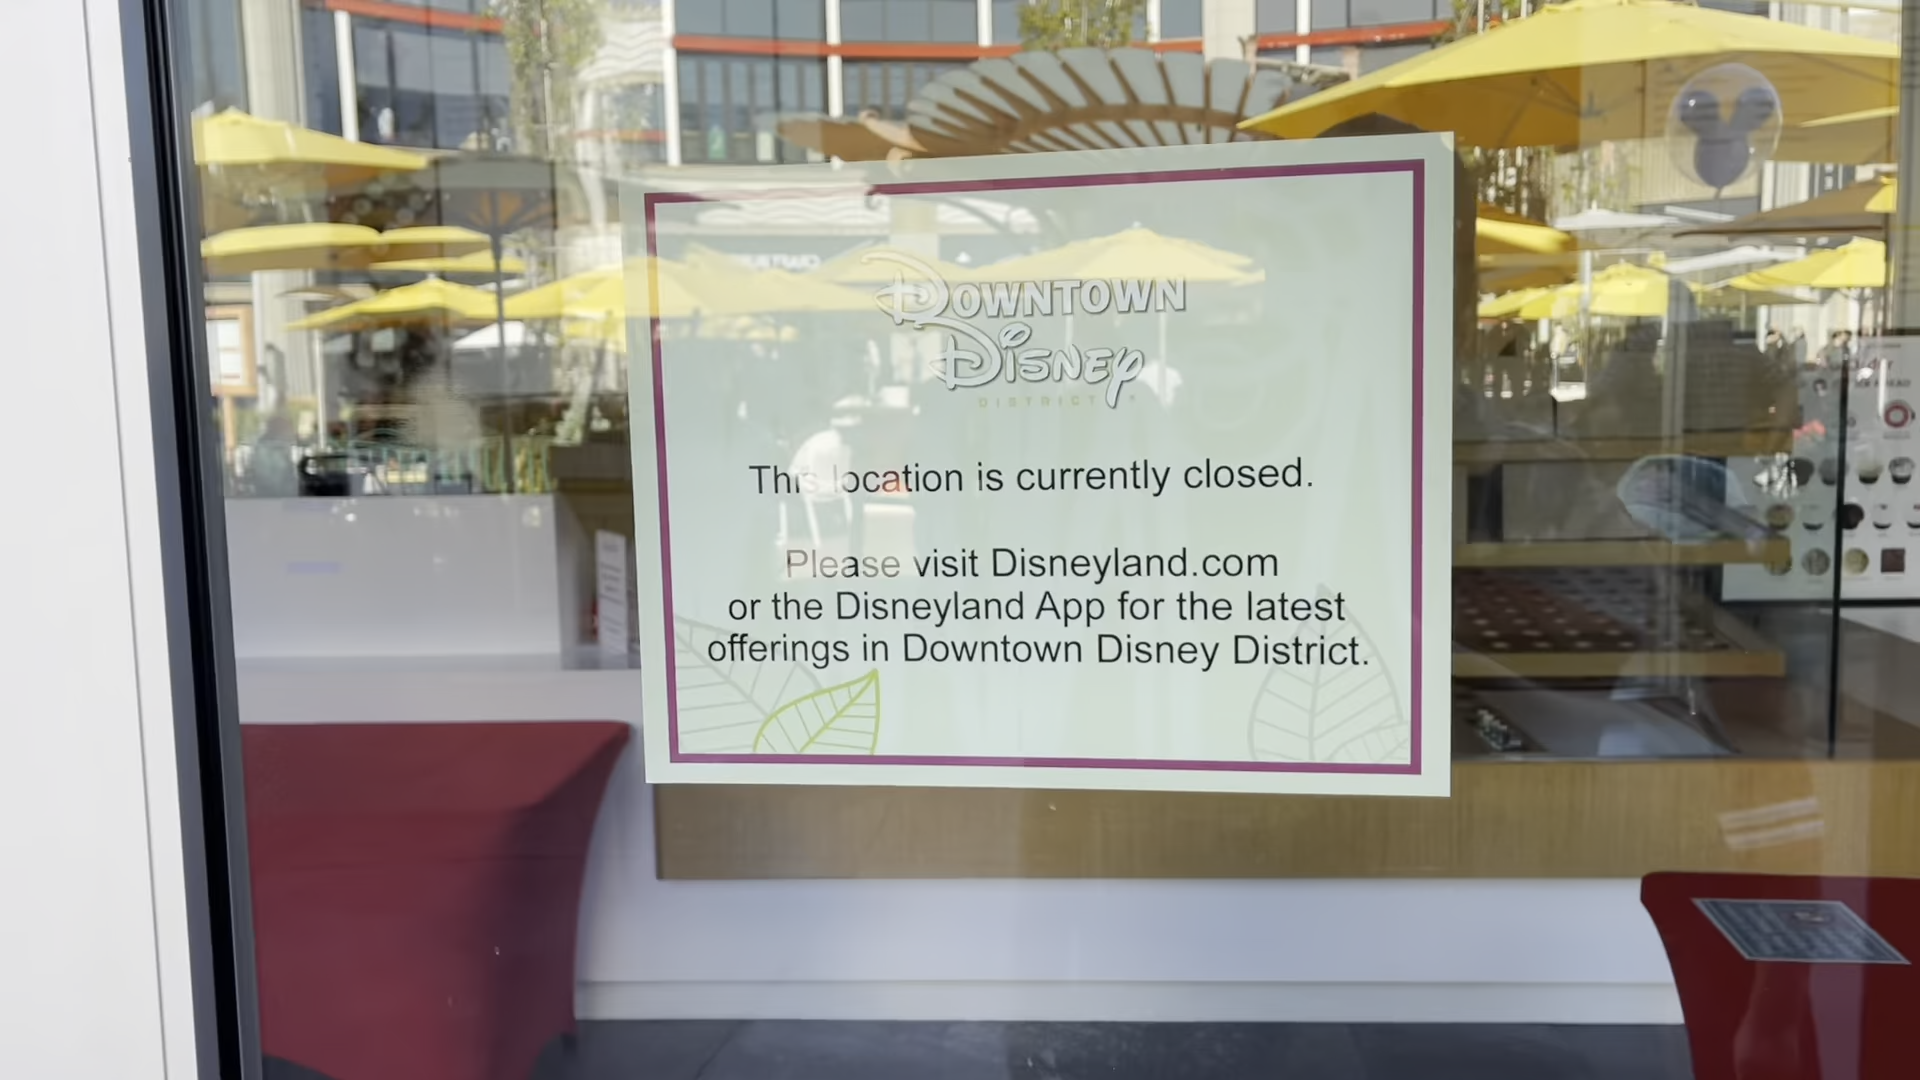 DOWNTOWN
DISNEY
DISTRICT
This location is currently closed.
Please visit Disneyland.com
or the Disneyland App for the latest
offerings in Downtown Disney District.